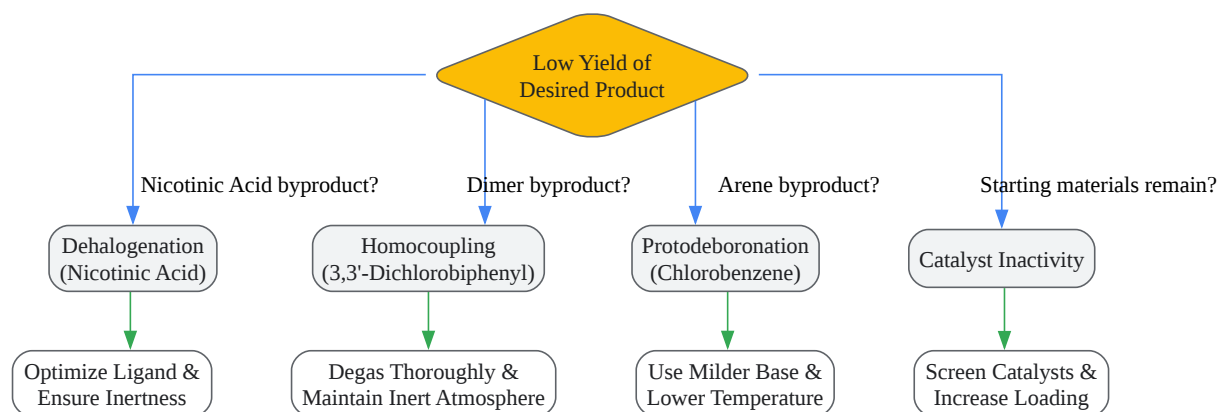 Low Yield of
Desired Product
Nicotinic Acid byproduct?
Dimer byproduct?
Arene byproduct?
Starting materials remain?
Dehalogenation
(Nicotinic Acid)
Homocoupling
(3,3'-Dichlorobiphenyl)
Protodeboronation
(Chlorobenzene)
Catalyst Inactivity
Optimize Ligand &
Ensure Inertness
Degas Thoroughly &
Maintain Inert Atmosphere
Use Milder Base &
Lower Temperature
Screen Catalysts &
Increase Loading